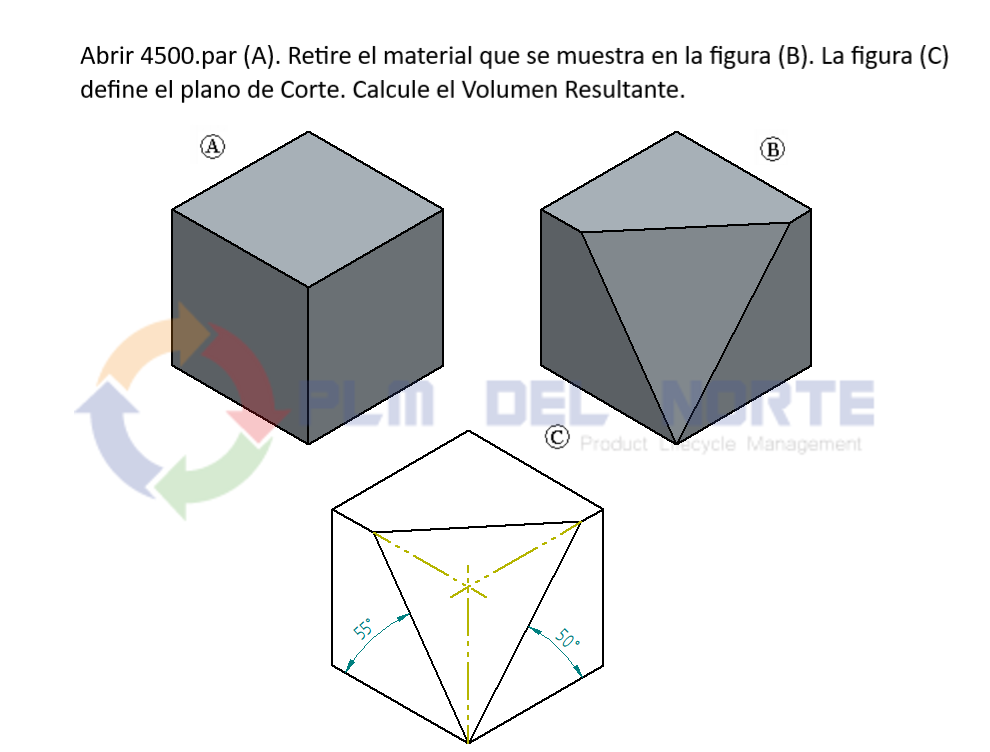 Abrir 4500.par (A). Retire el material que se muestra en la figura (B). La figura (C)
define el plano de Corte. Calcule el Volumen Resultante.
A
B
PLM DEL NORTE
C
Product Lifecycle Management
55°
50°